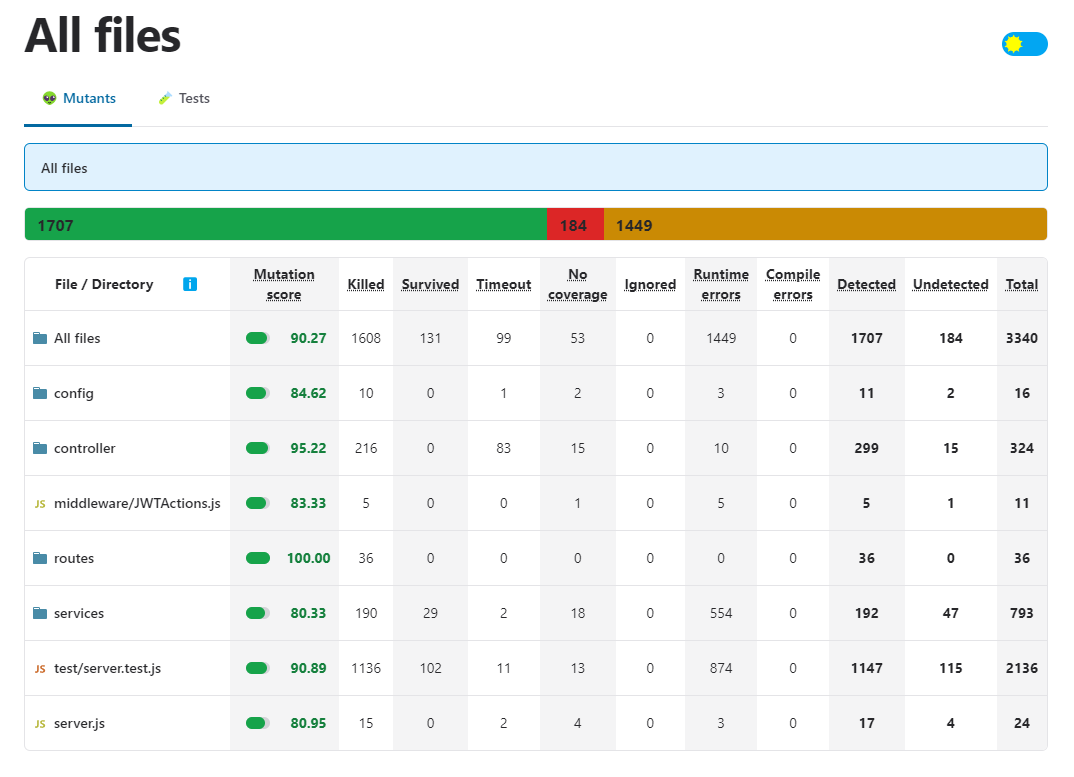 All files
Mutants Tests
All files
1707 184 1449
File / Directory i Mutation score Killed Survived Timeout No coverage Ignored Runtime errors Compile errors Detected Undetected Total
All files 90.27 1608 131 99 53 0 1449 0 1707 184 3340
config 84.62 10 0 1 2 0 3 0 11 2 16
controller 95.22 216 0 83 15 0 10 0 299 15 324
JS middleware/JWTActions.js 83.33 5 0 0 1 0 5 0 5 1 11
routes 100.00 36 0 0 0 0 0 0 36 0 36
services 80.33 190 29 2 18 0 554 0 192 47 793
JS test/server.test.js 90.89 1136 102 11 13 0 874 0 1147 115 2136
JS server.js 80.95 15 0 2 4 0 3 0 17 4 24